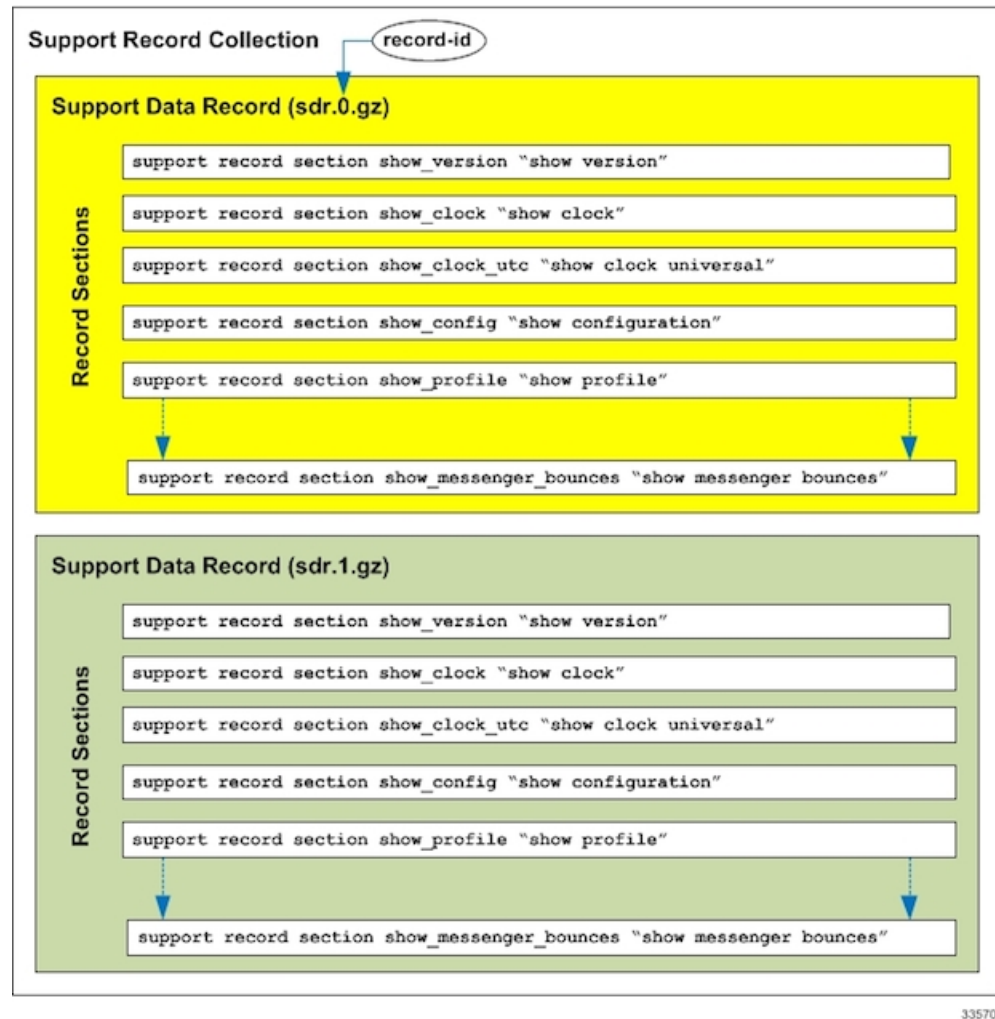 Support Record Collection
record-id
Support Data Record (sdr.0.gz)
Record Sections
support record section show_version “show version”
support record section show_clock “show clock”
support record section show_clock_utc “show clock universal”
support record section show_config “show configuration”
support record section show_profile “show profile”
support record section show_messenger_bounces “show messenger bounces”
Support Data Record (sdr.1.gz)
Record Sections
support record section show_version “show version”
support record section show_clock “show clock”
support record section show_clock_utc “show clock universal”
support record section show_config “show configuration”
support record section show_profile “show profile”
support record section show_messenger_bounces “show messenger bounces”
33570